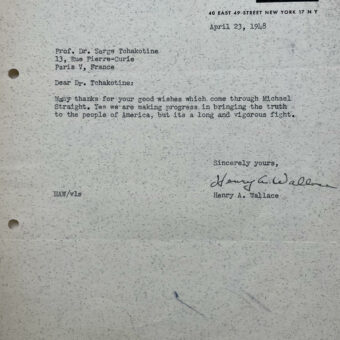 40 EAST 49-STREET NEW YORK 17 N Y
April 23, 1948
Prof. Dr. Serge Tchakotine
13, Rue Pierre-Curie
Paris V, France
Dear Dr. Tchakotine:
Many thanks for your good wishes which come through Michael
Straight. Yes we are making progress in bringing the truth
to the people of America, but its a long and vigorous fight.
Sincerely yours,
Henry A. Wallace
HAW/wls
Henry A. Wallace